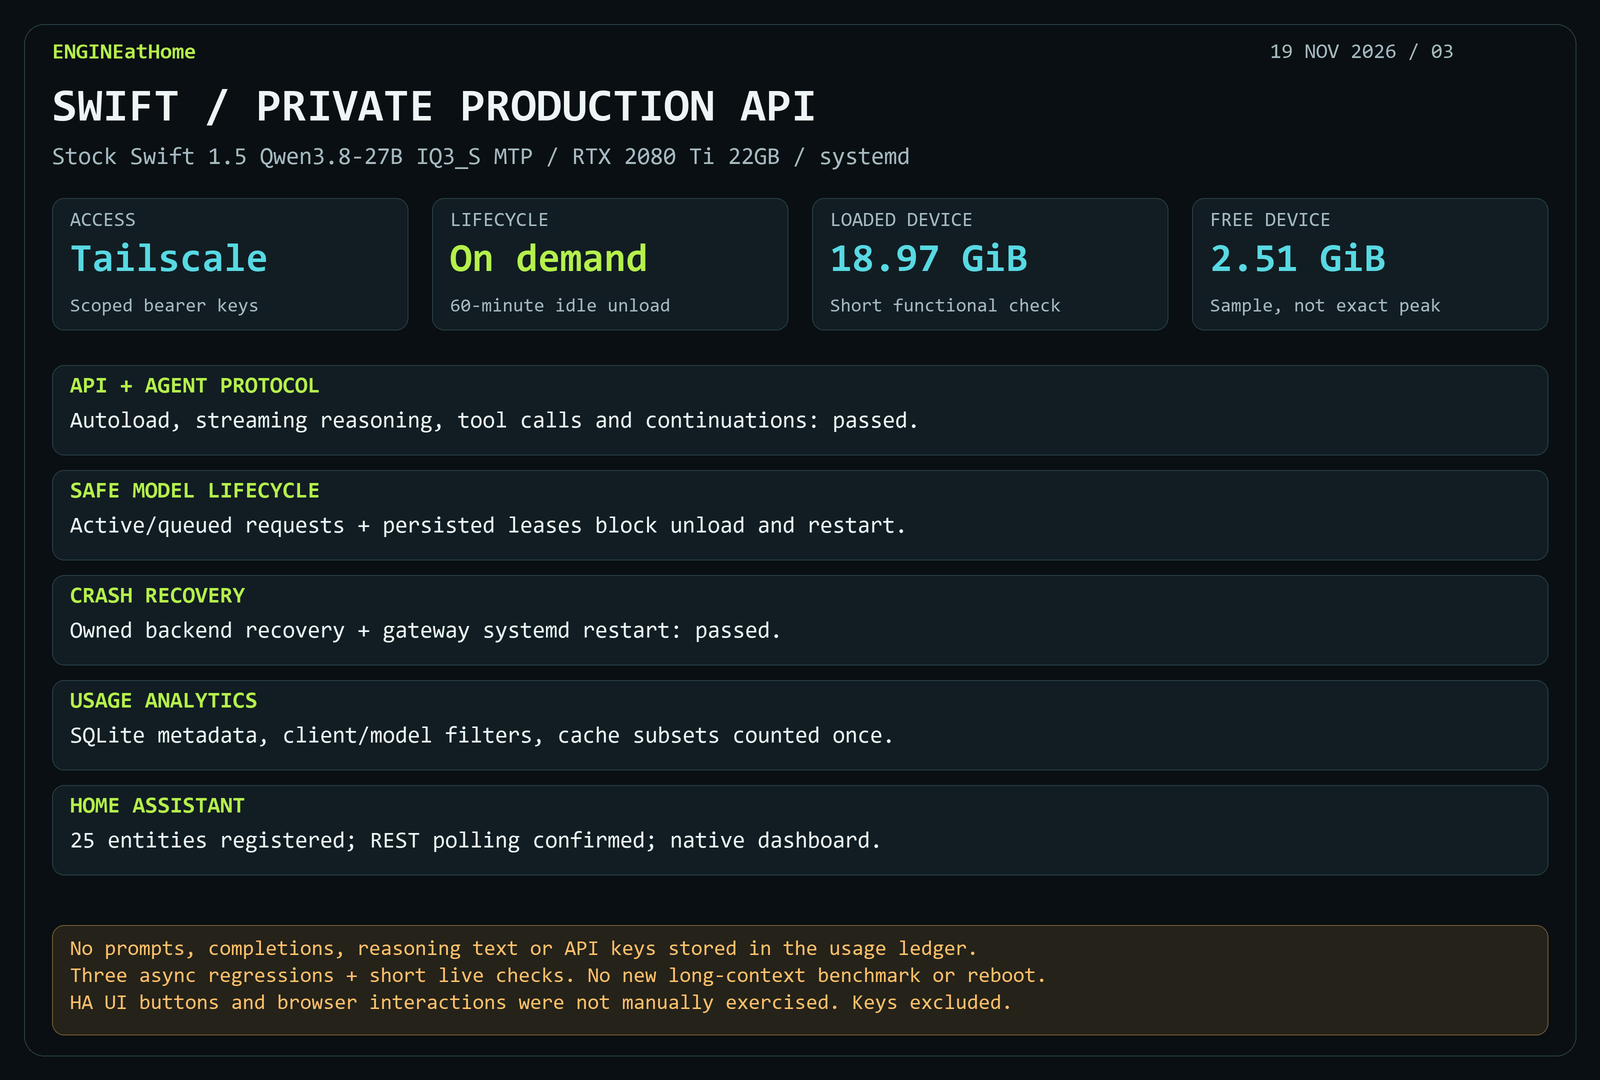 ENGINEatHome
19 NOV 2026 / 03
SWIFT / PRIVATE PRODUCTION API
Stock Swift 1.5 Qwen3.8-27B IQ3_S MTP / RTX 2080 Ti 22GB / systemd
ACCESS
Tailscale
Scoped bearer keys
LIFECYCLE
On demand
60-minute idle unload
LOADED DEVICE
18.97 GiB
Short functional check
FREE DEVICE
2.51 GiB
Sample, not exact peak
API + AGENT PROTOCOL
Autoload, streaming reasoning, tool calls and continuations: passed.
SAFE MODEL LIFECYCLE
Active/queued requests + persisted leases block unload and restart.
CRASH RECOVERY
Owned backend recovery + gateway systemd restart: passed.
USAGE ANALYTICS
SQLite metadata, client/model filters, cache subsets counted once.
HOME ASSISTANT
25 entities registered; REST polling confirmed; native dashboard.
No prompts, completions, reasoning text or API keys stored in the usage ledger.
Three async regressions + short live checks. No new long-context benchmark or reboot.
HA UI buttons and browser interactions were not manually exercised. Keys excluded.